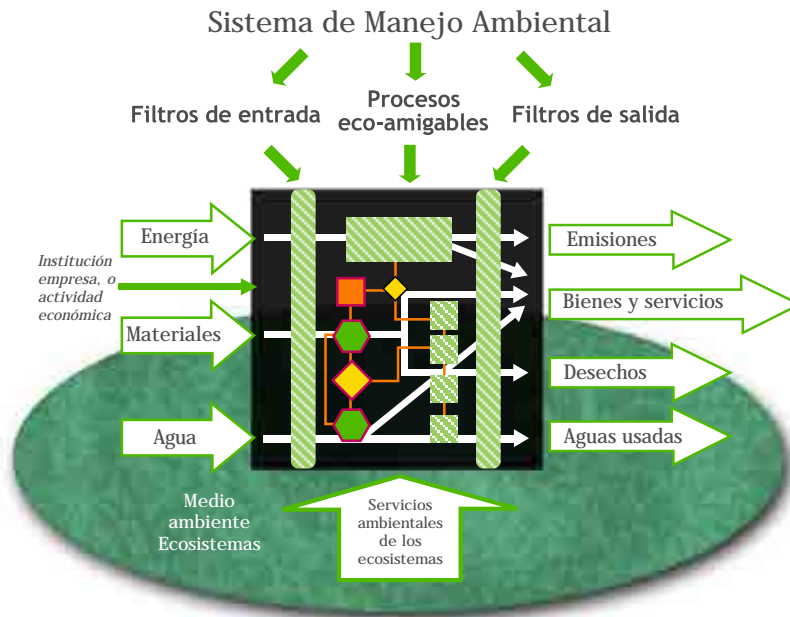 Sistema de Manejo Ambiental
Filtros de entrada
Procesos
eco-amigables
Filtros de salida
Energía
Institución
empresa, o
actividad
económica
Materiales
Agua
Emisiones
Bienes y servicios
Desechos
Aguas usadas
Medio
ambiente
Ecosistemas
Servicios
ambientales
de los
ecosistemas